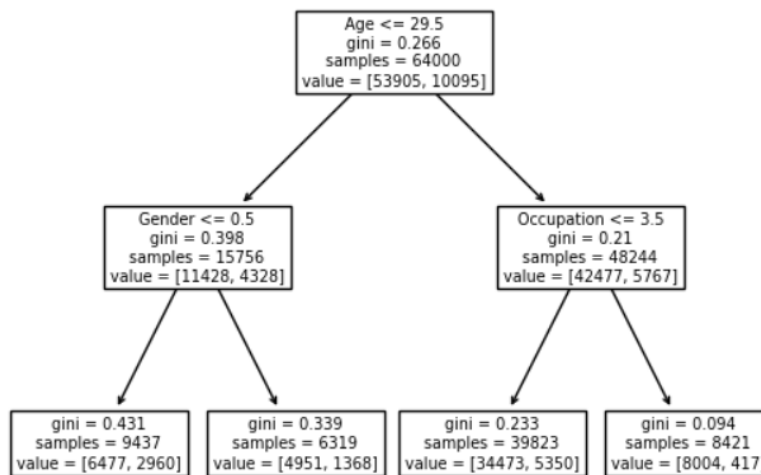 Age <= 29.5
gini = 0.266
samples = 64000
value = [53905, 10095]
Gender <= 0.5
gini = 0.398
samples = 15756
value = [11428, 4328]
Occupation <= 3.5
gini = 0.21
samples = 48244
value = [42477, 5767]
gini = 0.431
samples = 9437
value = [6477, 2960]
gini = 0.339
samples = 6319
value = [4951, 1368]
gini = 0.233
samples = 39823
value = [34473, 5350]
gini = 0.094
samples = 8421
value = [8004, 417]